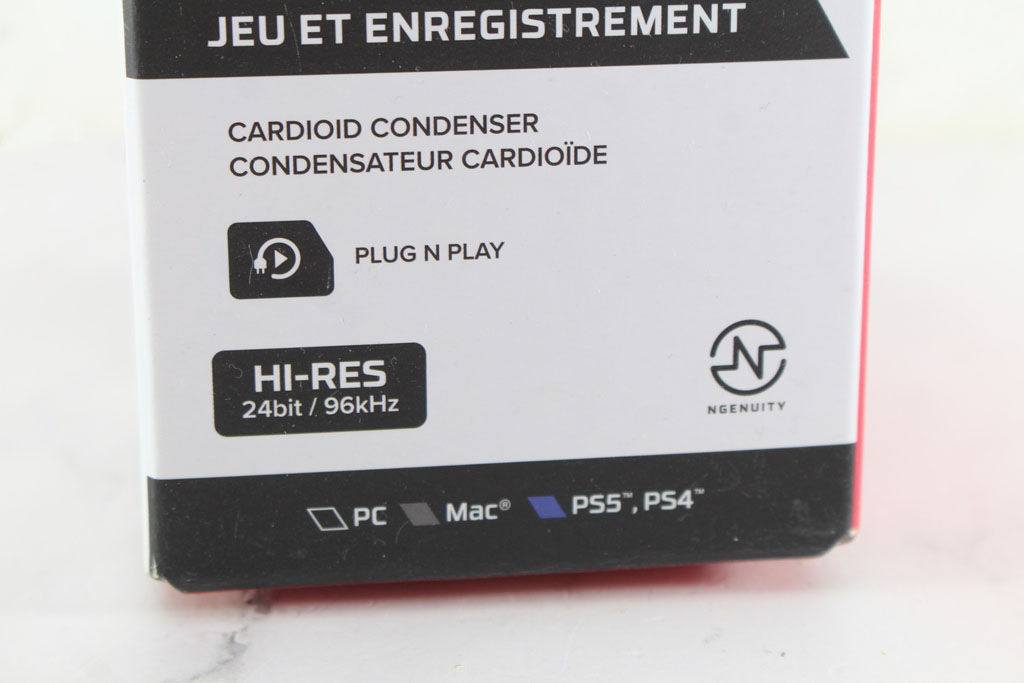 JEU ET ENREGISTREMENT
CARDIOID CONDENSER
CONDENSATEUR CARDIOÏDE
PLUG N PLAY
HI-RES
24bit / 96kHz
NGENUITY
PC Mac® PS5™, PS4™